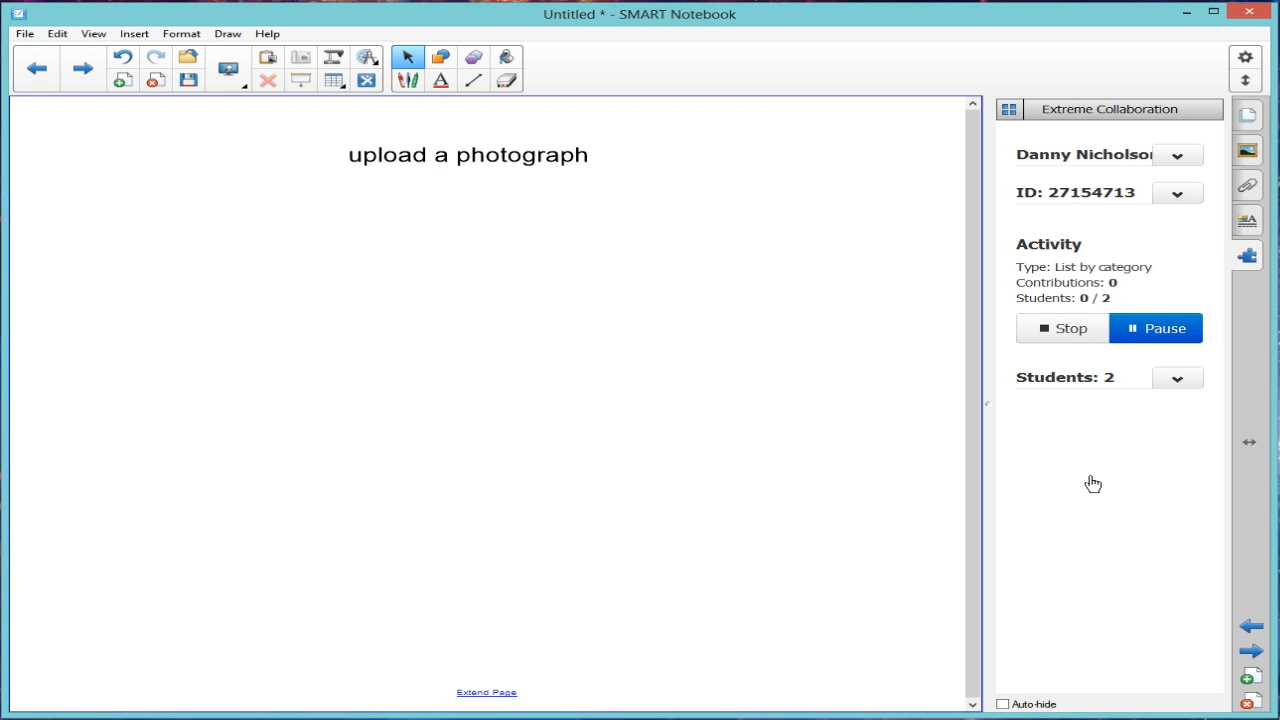 Untitled * - SMART Notebook
File Edit View Insert Format Draw Help
upload a photograph
Extend Page
Extreme Collaboration
Danny Nicholso
ID: 27154713
Activity
Type: List by category
Contributions: 0
Students: 0 / 2
Stop Pause
Students: 2
Auto-hide